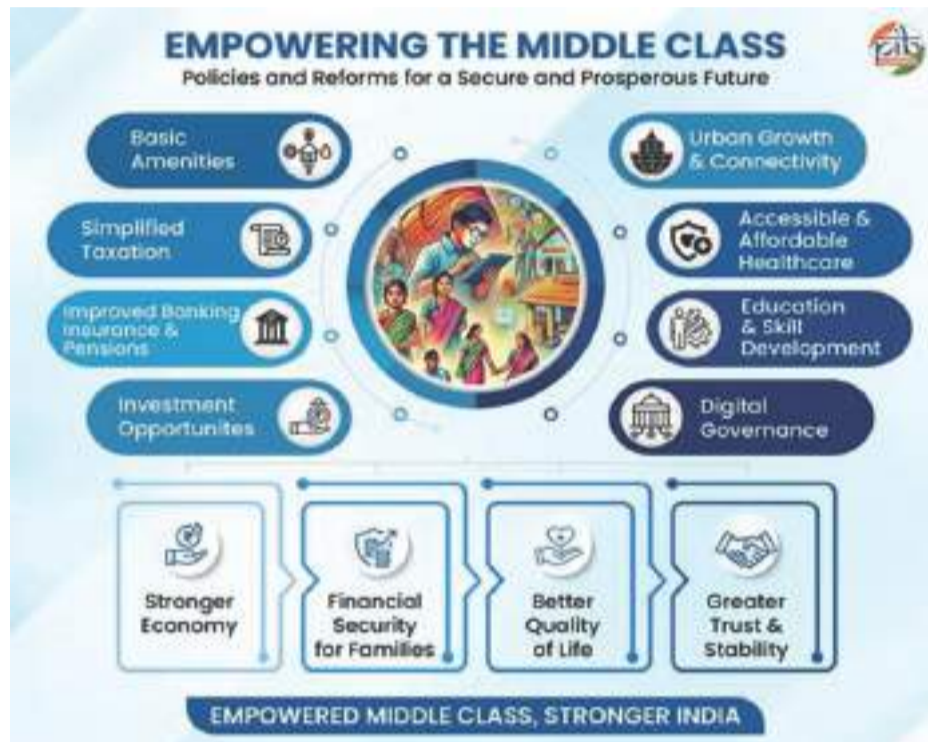 EMPOWERING THE MIDDLE CLASS
Policies and Reforms for a Secure and Prosperous Future
Basic
Amenities
Simplified
Taxation
Improved Banking
Insurance &
Pensions
Investment
Opportunites
Urban Growth
& Connectivity
Accessible &
Affordable
Healthcare
Education
& Skill
Development
Digital
Governance
Stronger
Economy
Financial
Security
for Families
Better
Quality
of Life
Greater
Trust &
Stability
EMPOWERED MIDDLE CLASS, STRONGER INDIA